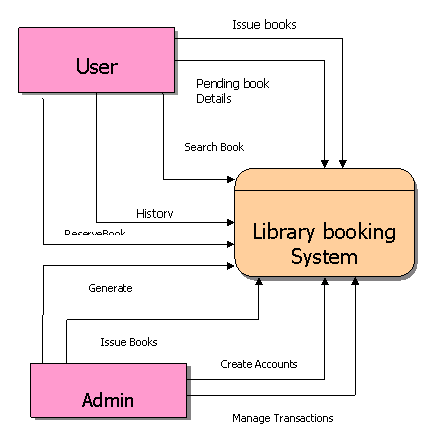 Issue books
User
Pending book
Details
Search Book
History
ReserveBook
Library booking
System
Generate
Issue Books
Create Accounts
Admin
Manage Transactions